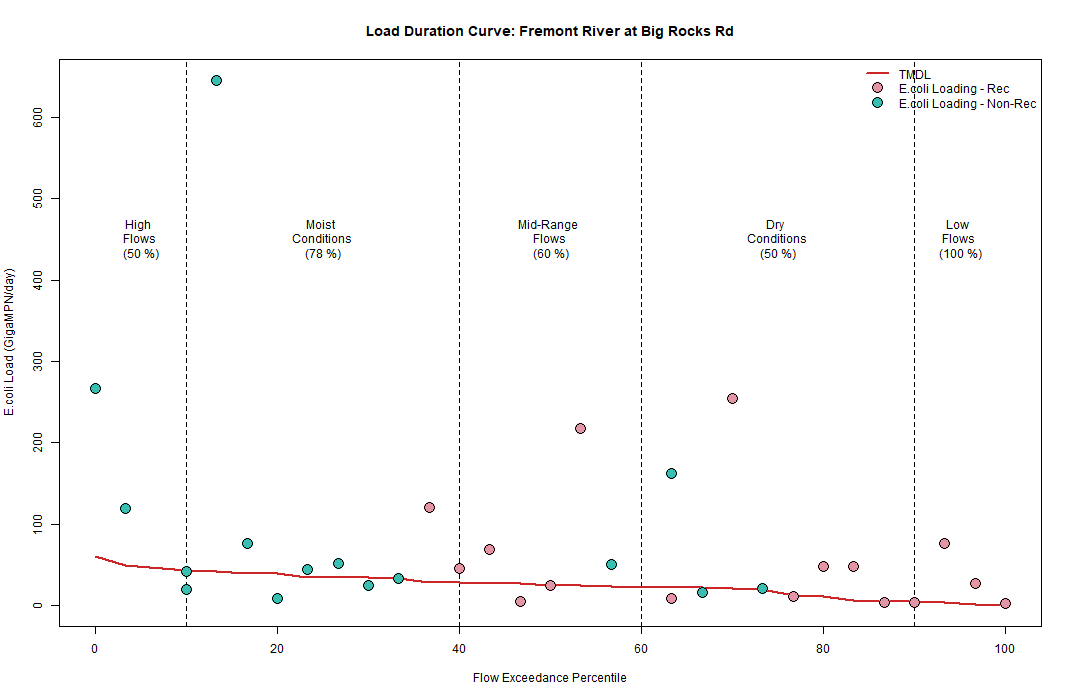 Load Duration Curve: Fremont River at Big Rocks Rd
TMDL
E.coli Loading - Rec
E.coli Loading - Non-Rec
High
Flows
(50 %)
Moist
Conditions
(78 %)
Mid-Range
Flows
(60 %)
Dry
Conditions
(50 %)
Low
Flows
(100 %)
E.coli Load (GigaMPN/day)
600
500
400
300
200
100
0
0 20 40 60 80 100
Flow Exceedance Percentile